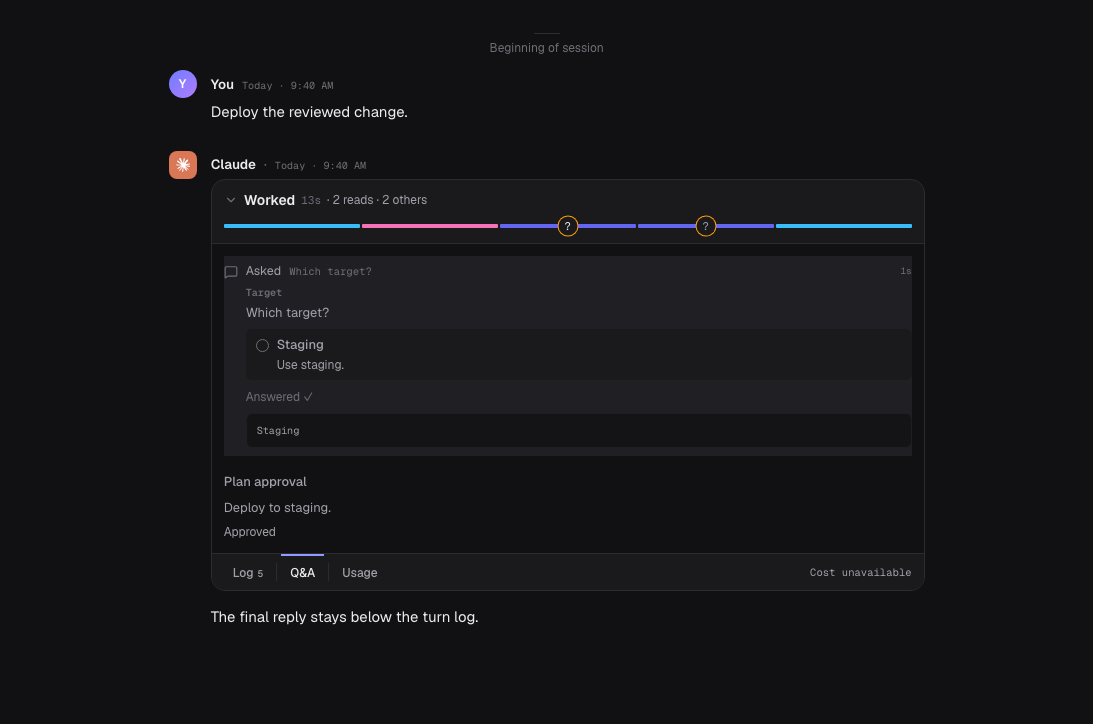 Beginning of session
Y
You Today · 9:40 AM
Deploy the reviewed change.
Claude · Today · 9:40 AM
Worked 13s · 2 reads · 2 others
? ?
Asked Which target? 1s
Target
Which target?
Staging
Use staging.
Answered ✓
Staging
Plan approval
Deploy to staging.
Approved
Log 5 Q&A Usage Cost unavailable
The final reply stays below the turn log.